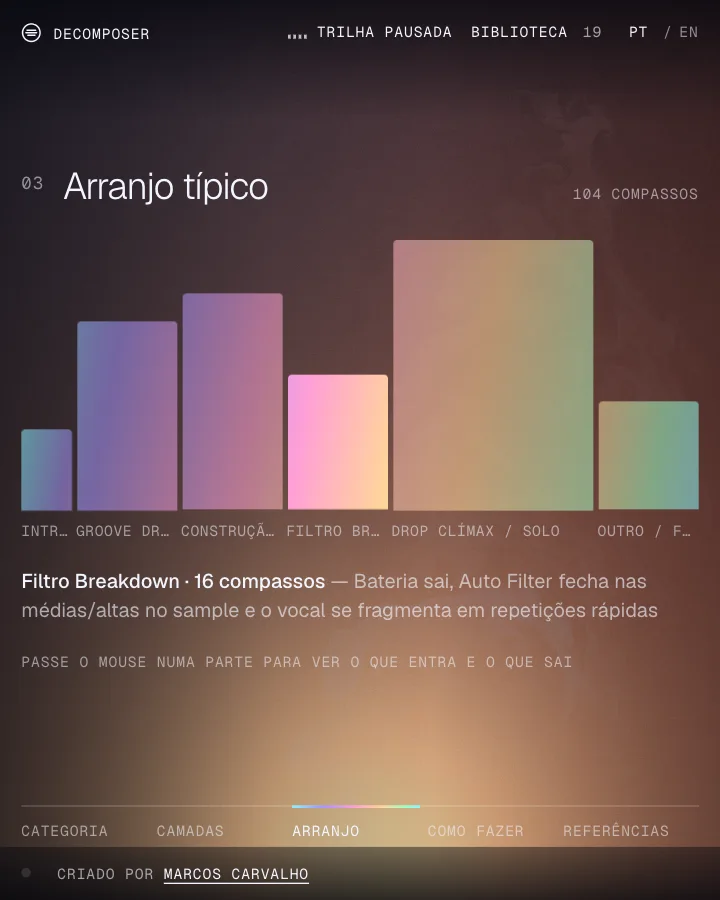 DECOMPOSER
TRILHA PAUSADA BIBLIOTECA 19 PT / EN
03 Arranjo típico
104 COMPASSOS
INTR… GROOVE DR… CONSTRUÇÃ… FILTRO BR… DROP CLÍMAX / SOLO OUTRO / F…
Filtro Breakdown · 16 compassos — Bateria sai, Auto Filter fecha nas
médias/altas no sample e o vocal se fragmenta em repetições rápidas
PASSE O MOUSE NUMA PARTE PARA VER O QUE ENTRA E O QUE SAI
CATEGORIA CAMADAS ARRANJO COMO FAZER REFERÊNCIAS
CRIADO POR MARCOS CARVALHO